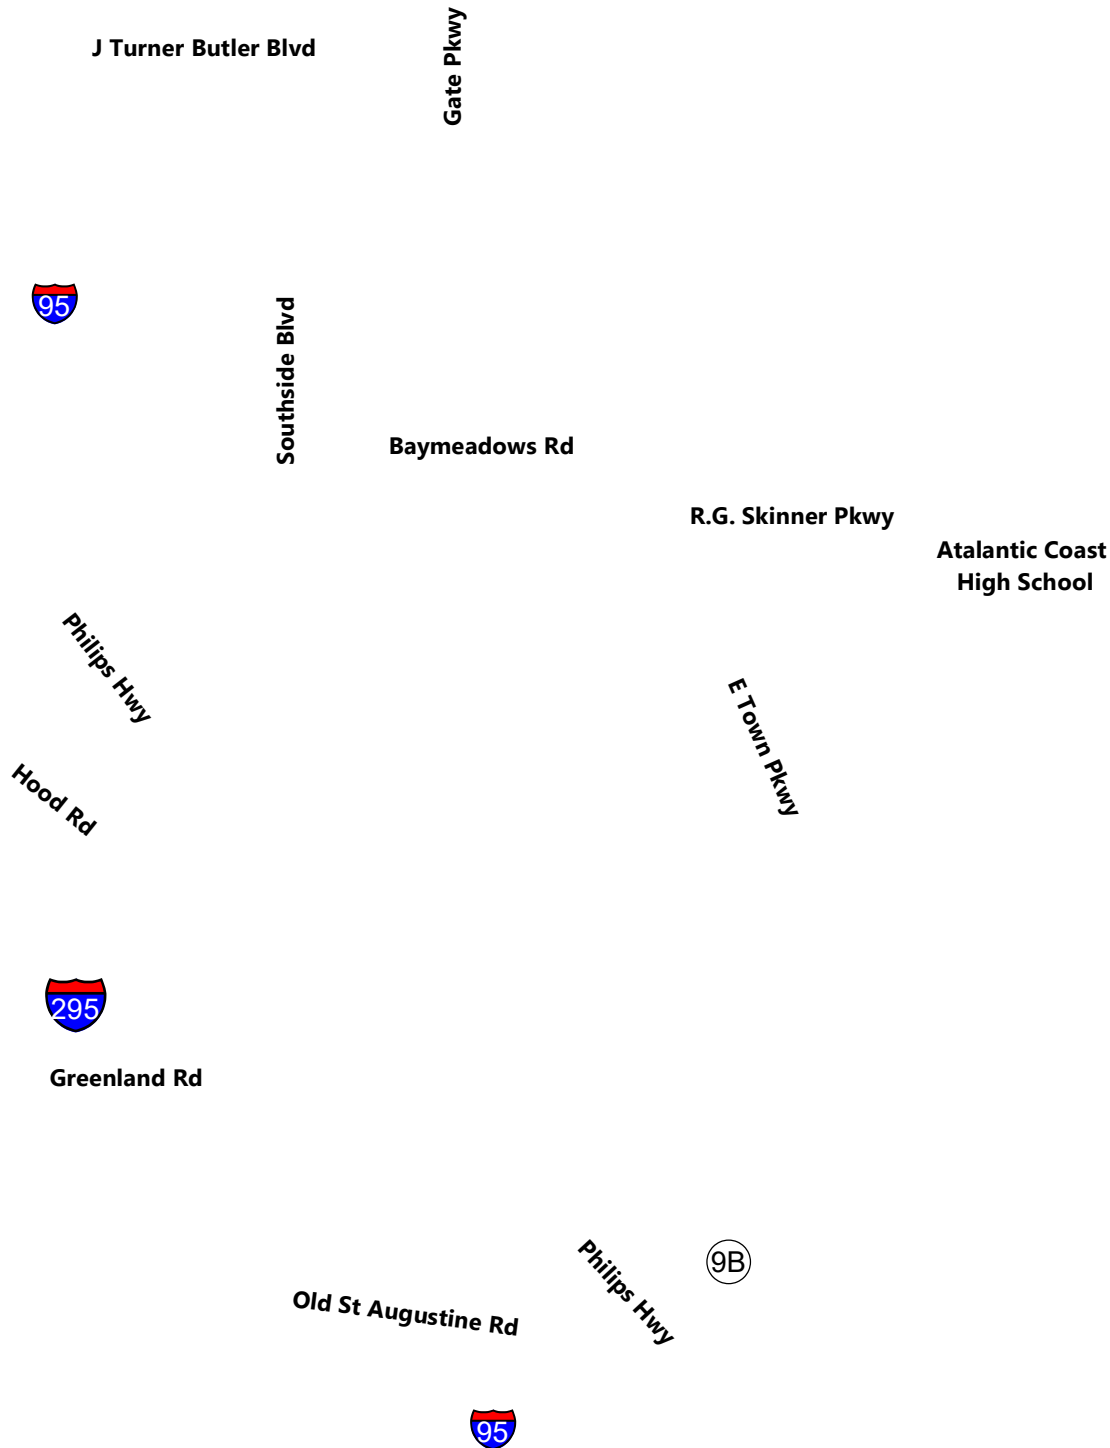 J Turner Butler Blvd
Gate Pkwy
95
Southside Blvd
Baymeadows Rd
R.G. Skinner Pkwy
Atalantic Coast
High School
Philips Hwy
E Town Pkwy
Hood Rd
295
Greenland Rd
Philips Hwy
9B
Old St Augustine Rd
95